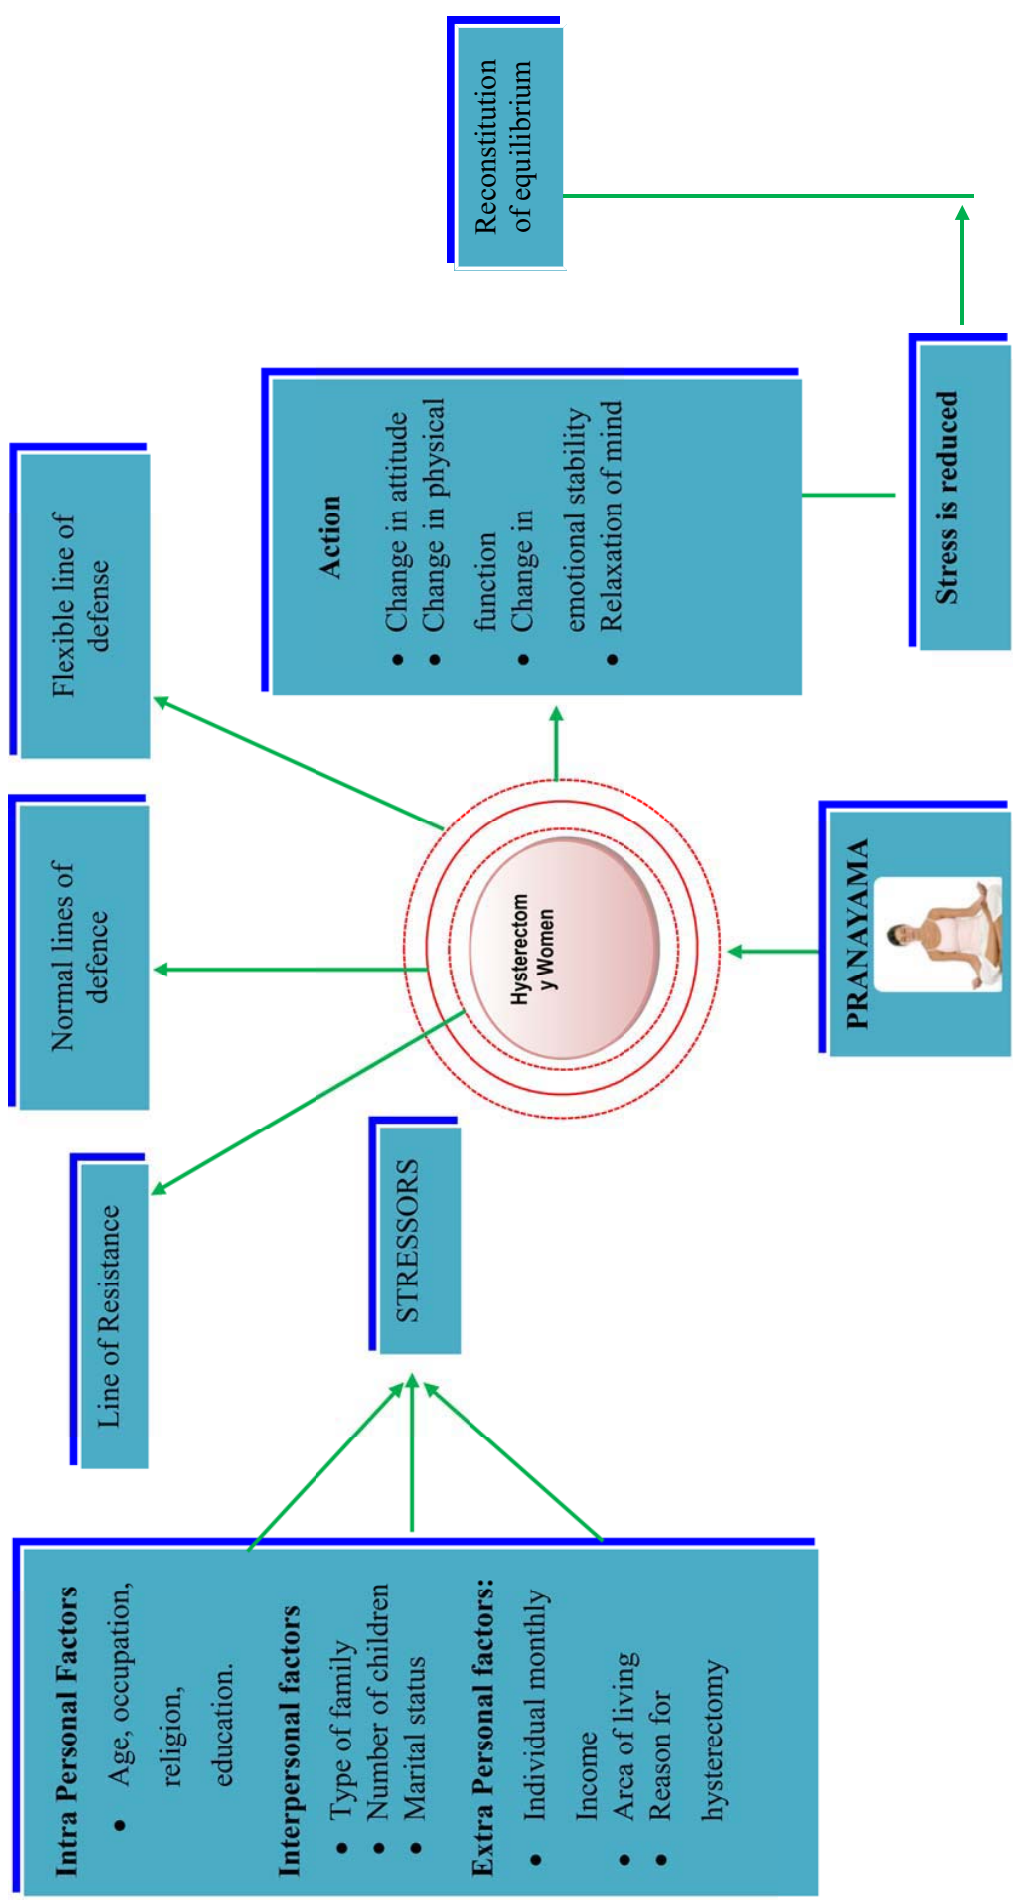 Intra Personal Factors
• Age, occupation,
religion,
education.
Interpersonal factors
• Type of family
• Number of children
• Marital status
Extra Personal factors:
• Individual monthly
Income
• Area of living
• Reason for
hysterectomy
Line of Resistance
STRESSORS
Normal lines of
defence
Hysterectom
y Women
PRANAYAMA
Flexible line of
defense
Action
• Change in attitude
• Change in physical
function
• Change in
emotional stability
• Relaxation of mind
Stress is reduced
Reconstitution
of equilibrium